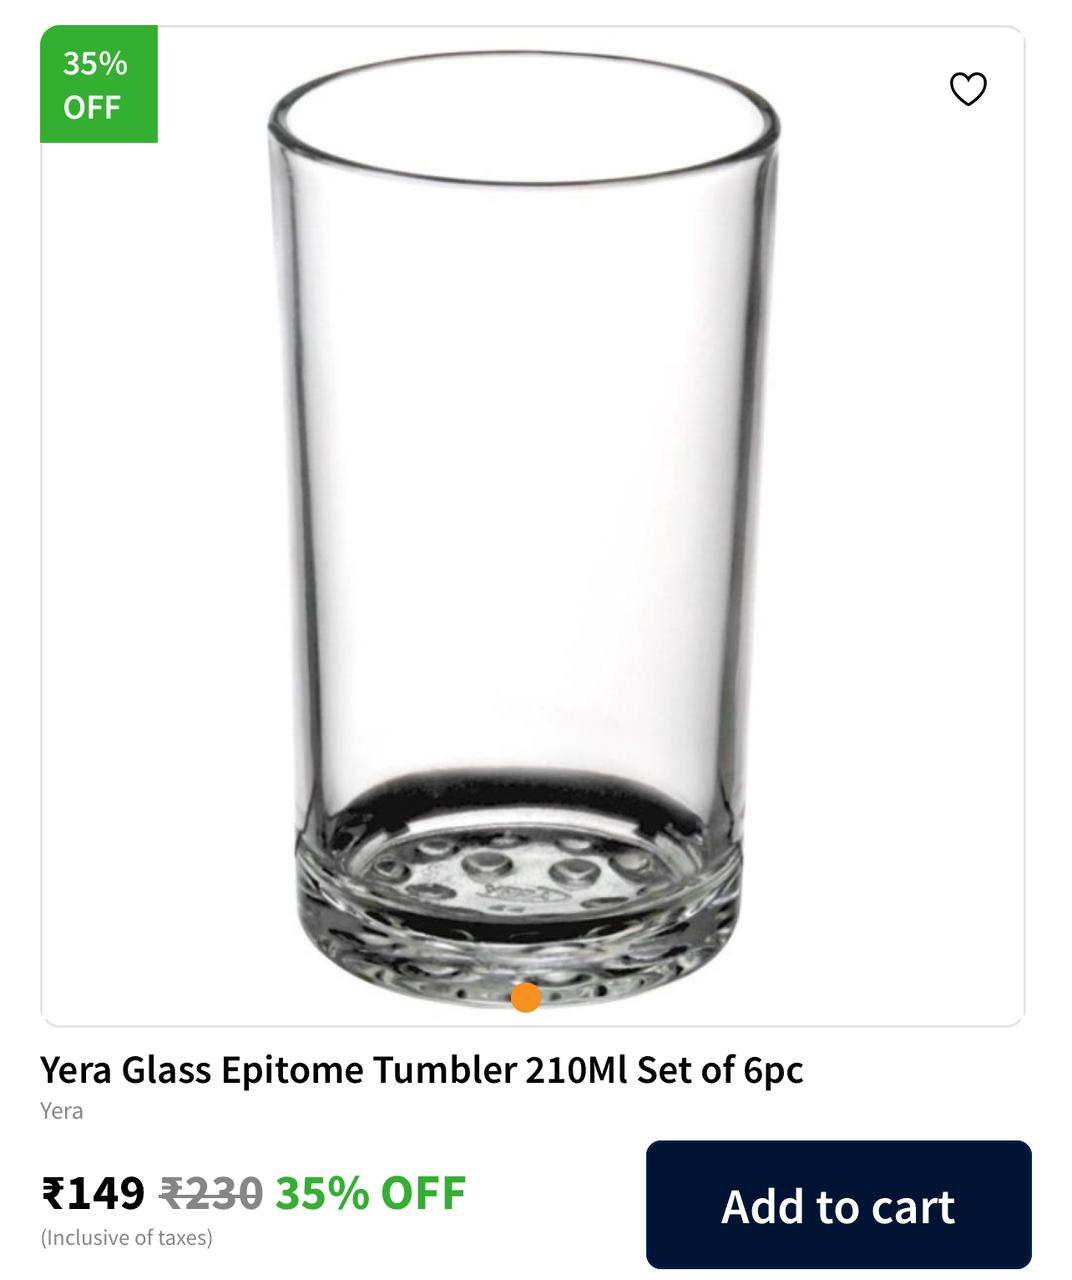 35%
OFF
Yera
Yera Glass Epitome Tumbler 210Ml Set of 6pc
Yera
₹149 ₹230 35% OFF
(Inclusive of taxes)
Add to cart